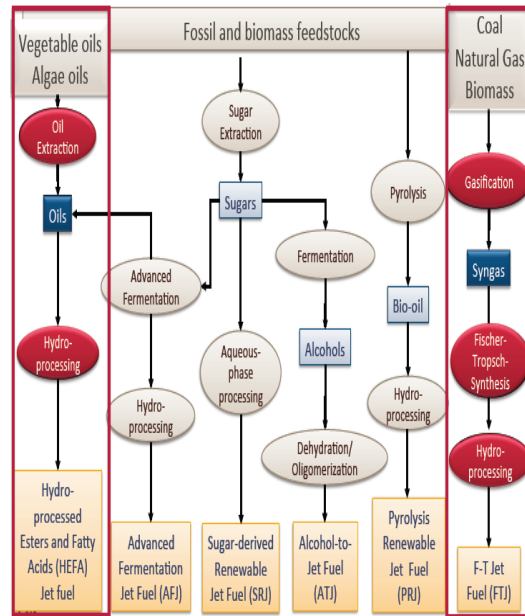 Vegetable oils
Algae oils
Fossil and biomass feedstocks
Coal
Natural Gas
Biomass
Oil
Extraction
Sugar
Extraction
Pyrolysis
Gasification
Oils
Sugars
Syngas
Advanced
Fermentation
Fermentation
Bio-oil
Hydro-
processing
Aqueous-
phase
processing
Alcohols
Fischer-
Tropsch-
Synthesis
Hydro-
processing
Hydro-
processing
Dehydration/
Oligomerization
Hydro-
processing
Hydro-
processed
Esters and Fatty
Acids (HEFA)
Jet fuel
Advanced
Fermentation
Jet Fuel (AFJ)
Sugar-derived
Renewable
Jet Fuel (SRJ)
Alcohol-to-
Jet Fuel
(ATJ)
Pyrolysis
Renewable
Jet Fuel
(PRJ)
F-T Jet
Fuel (FTJ)